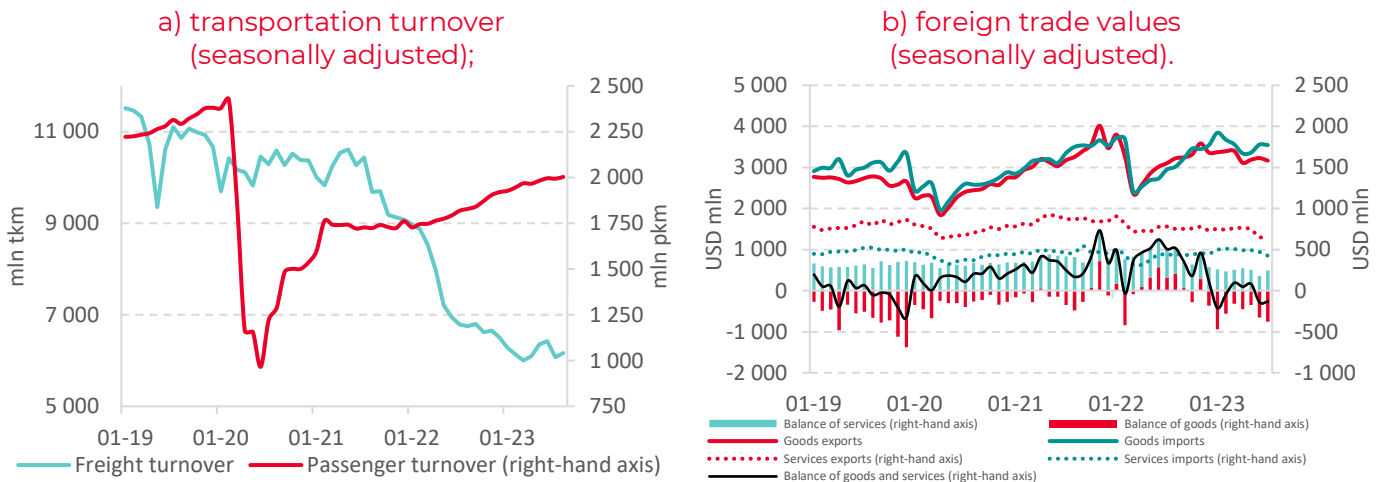 a) transportation turnover
(seasonally adjusted);
mln tkm
11 000
9 000
7 000
5 000
2 500
2 250
2 000
1 750
1 500
1 250
1 000
750
mln pkm
01-19 01-20 01-21 01-22 01-23
Freight turnover Passenger turnover (right-hand axis)
b) foreign trade values
(seasonally adjusted).
USD mln
5 000
4 000
3 000
2 000
1 000
0
-1 000
-2 000
2 500
2 000
1 500
1 000
500
0
-500
-1 000
USD mln
01-19 01-20 01-21 01-22 01-23
Balance of services (right-hand axis) Balance of goods (right-hand axis)
Goods exports Goods imports
Services exports (right-hand axis) Services imports (right-hand axis)
Balance of goods and services (right-hand axis)